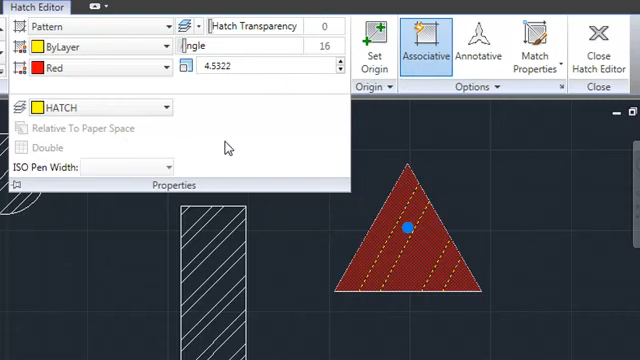 Hatch Editor
Pattern
Hatch Transparency 0
ByLayer
ngle 16
Red
4.5322
HATCH
Relative To Paper Space
Double
ISO Pen Width:
Properties
Set Origin
Associative
Annotative
Match Properties
Close Hatch Editor
Origin
Options
Close